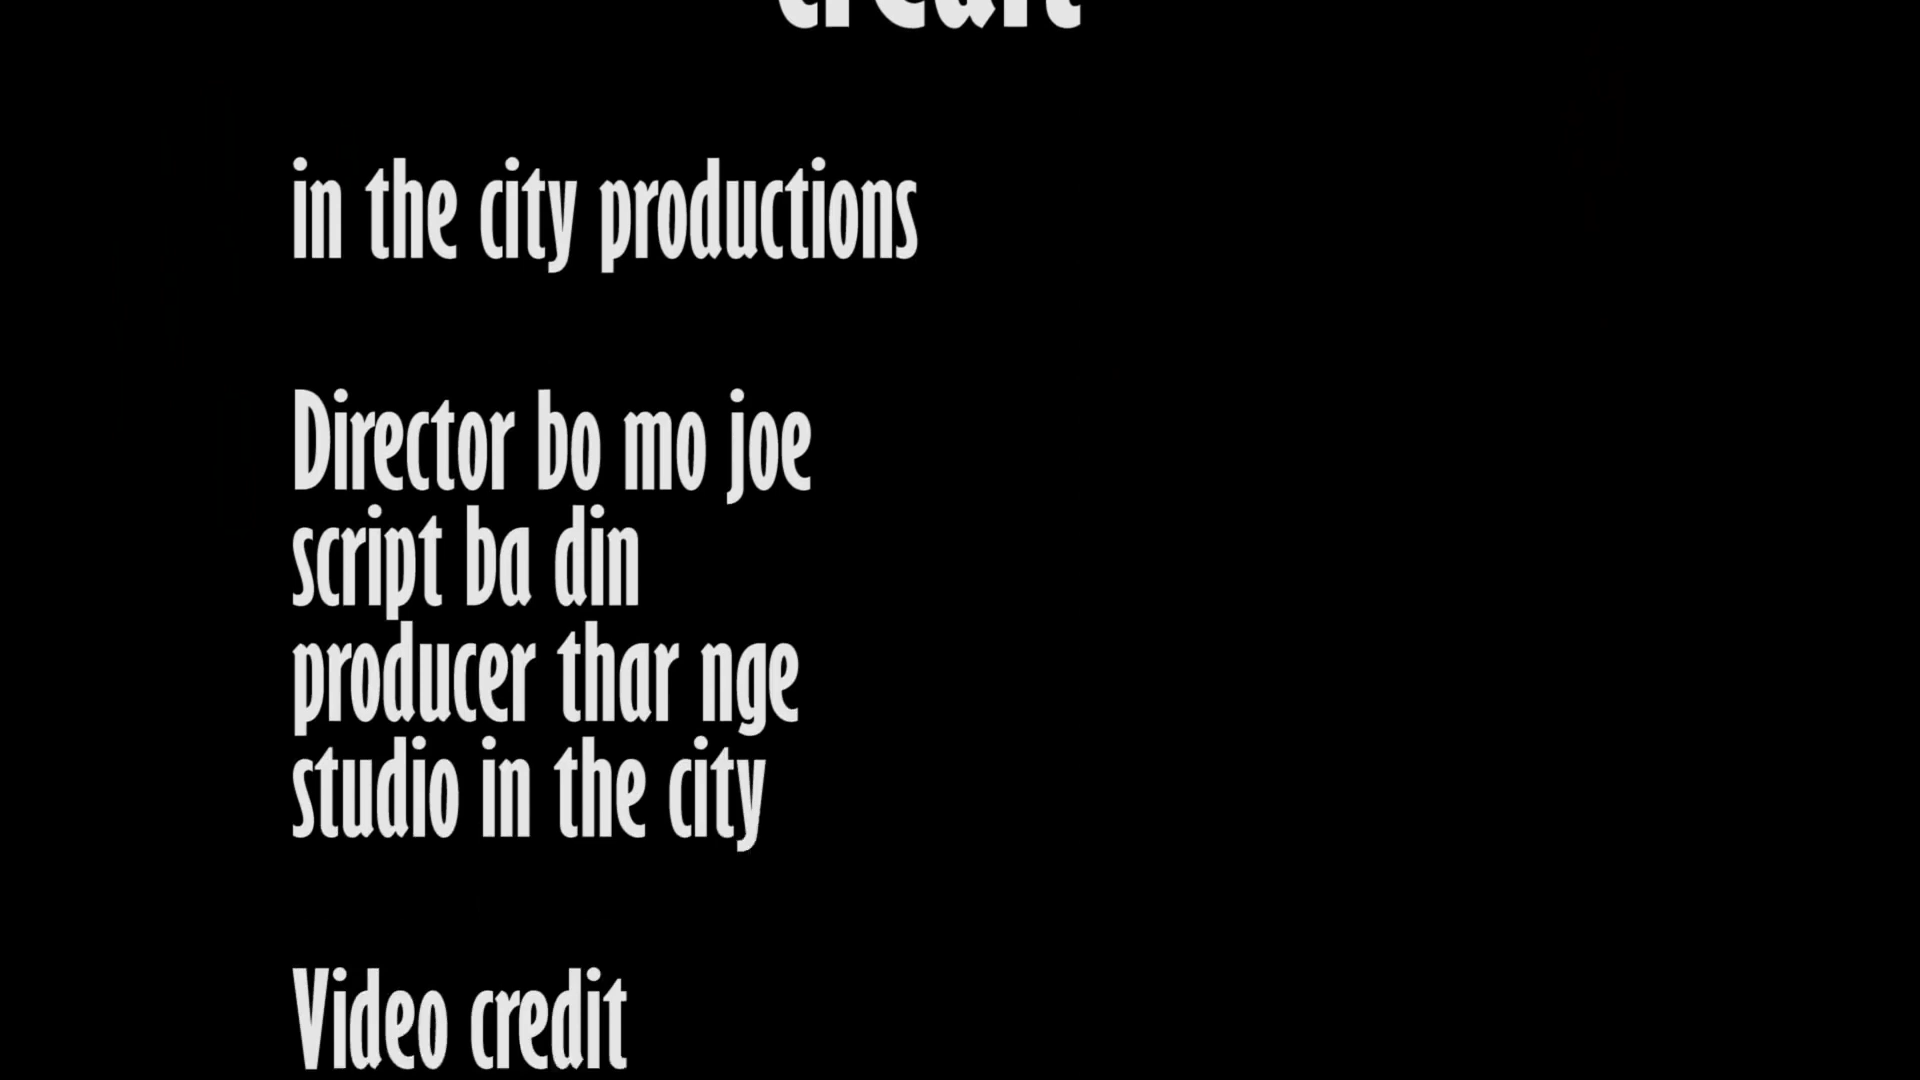 credit
in the city productions
Director bo mo joe
script ba din
producer thar nge
studio in the city
Video credit